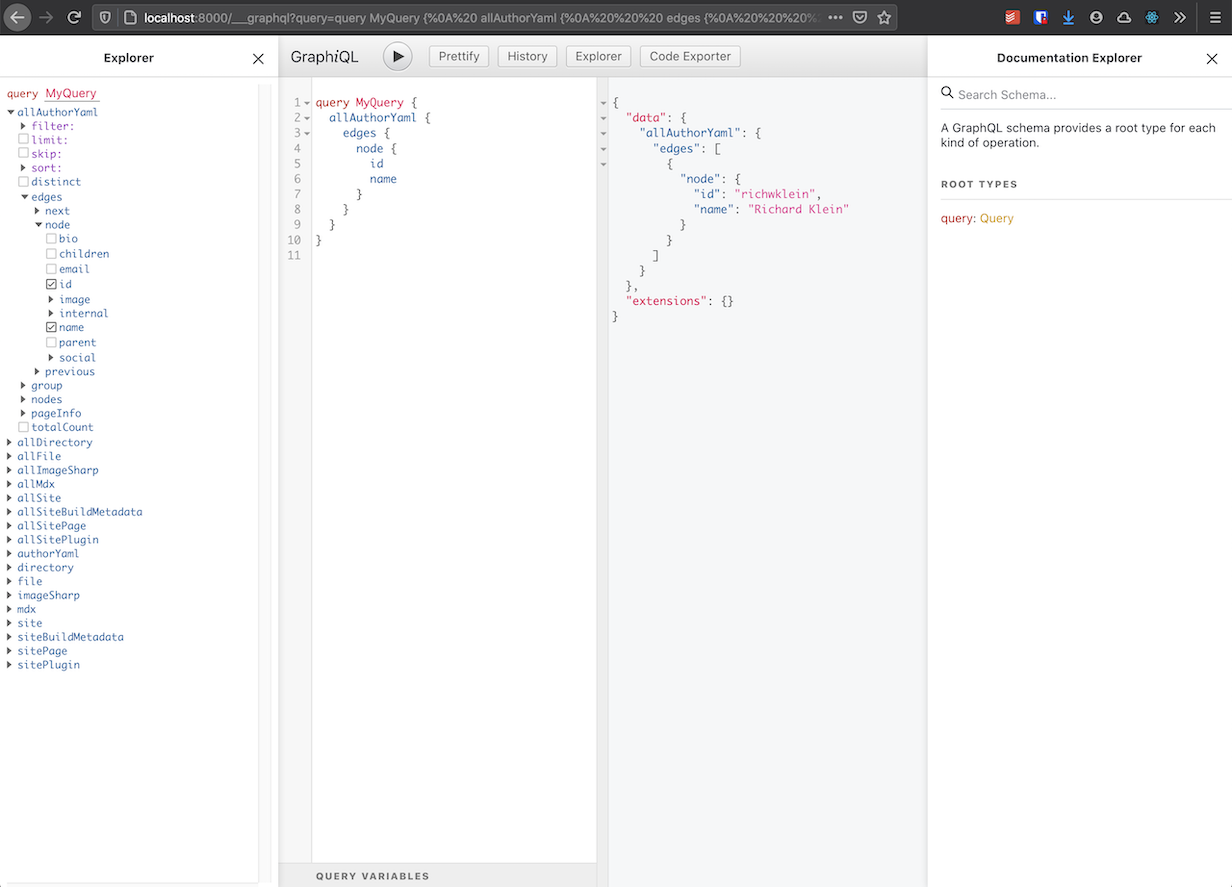 localhost:8000/___graphql?query=query MyQuery {%0A%20 allAuthorYaml {%0A%20%20%20 edges {%0A%20%20%20%
Explorer
query MyQuery
allAuthorYaml
filter:
limit:
skip:
sort:
distinct
edges
next
node
bio
children
email
id
image
internal
name
parent
social
previous
group
nodes
pageInfo
totalCount
allDirectory
allFile
allImageSharp
allMdx
allSite
allSiteBuildMetadata
allSitePage
allSitePlugin
authorYaml
directory
file
imageSharp
mdx
site
siteBuildMetadata
sitePage
sitePlugin
GraphiQL
Prettify
History
Explorer
Code Exporter
1 query MyQuery {
2 allAuthorYaml {
3 edges {
4 node {
5 id
6 name
7 }
8 }
9 }
10 }
11
QUERY VARIABLES
{
"data": {
"allAuthorYaml": {
"edges": [
{
"node": {
"id": "richwklein",
"name": "Richard Klein"
}
}
]
}
},
"extensions": {}
}
Documentation Explorer
Search Schema...
A GraphQL schema provides a root type for each
kind of operation.
ROOT TYPES
query: Query